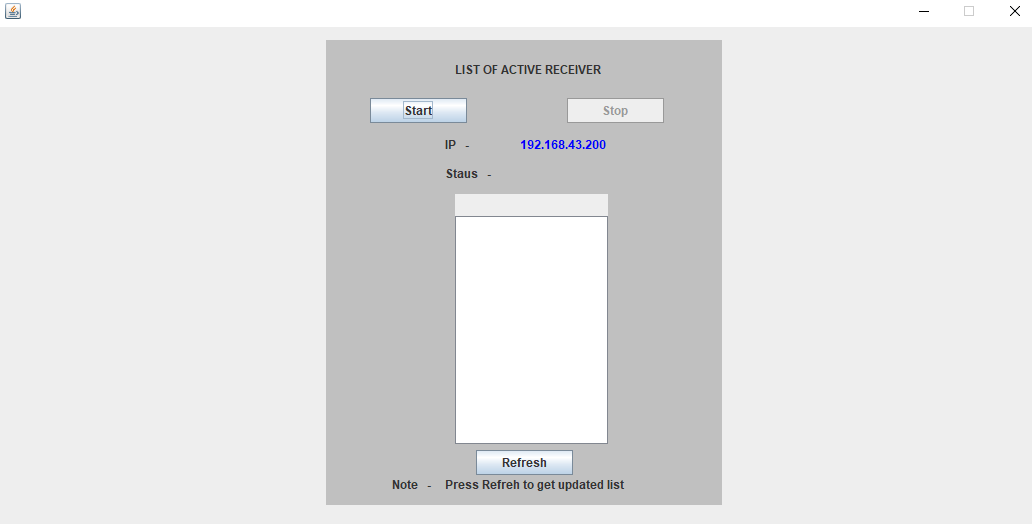 LIST OF ACTIVE RECEIVER
Start Stop
IP - 192.168.43.200
Staus -
Refresh
Note - Press Refreh to get updated list